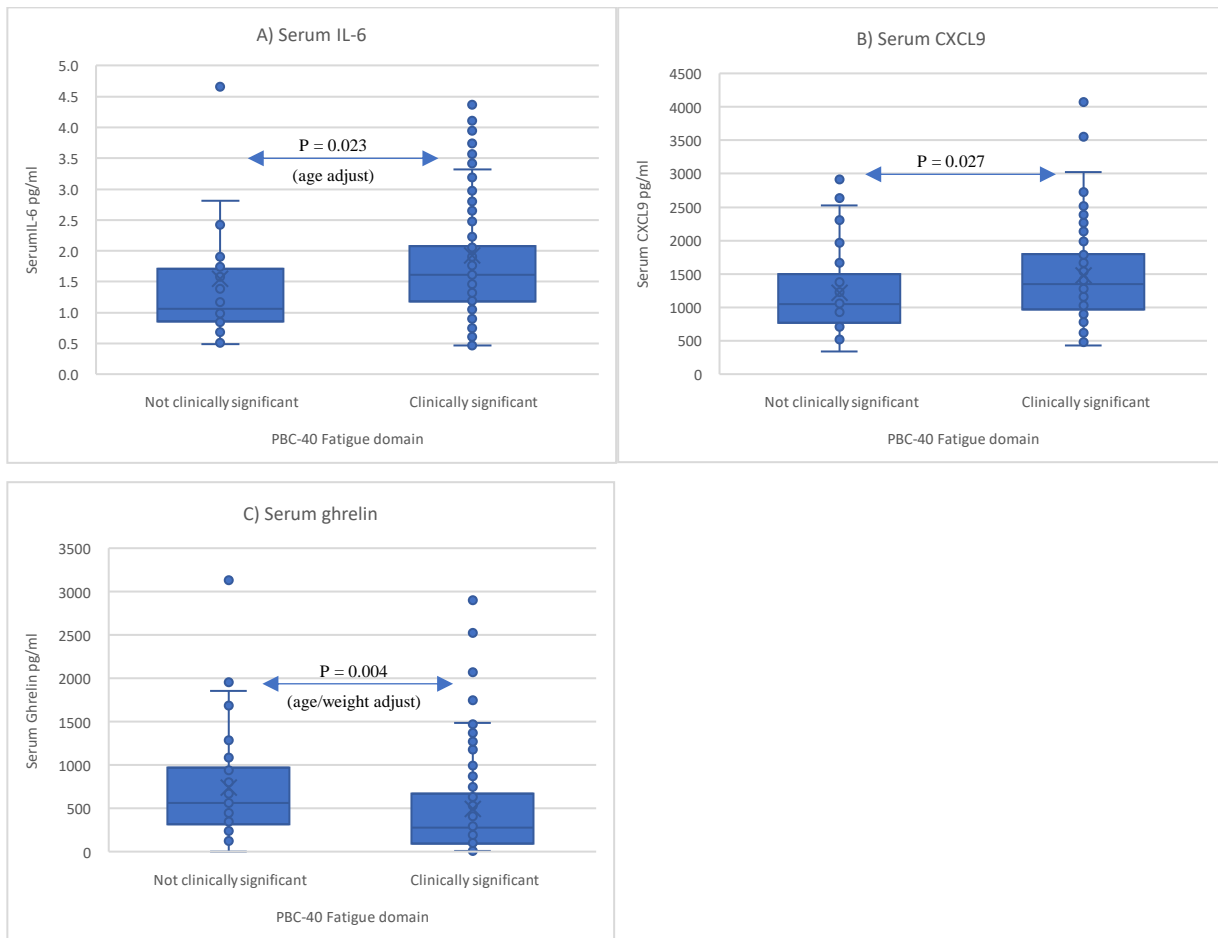 A) Serum IL-6
SerumIL-6 pg/ml
5.0
4.5
4.0
3.5
3.0
2.5
2.0
1.5
1.0
0.5
0.0
P = 0.023
(age adjust)
Not clinically significant
Clinically significant
PBC-40 Fatigue domain
B) Serum CXCL9
Serum CXCL9 pg/ml
4500
4000
3500
3000
2500
2000
1500
1000
500
0
P = 0.027
Not clinically significant
Clinically significant
PBC-40 Fatigue domain
C) Serum ghrelin
Serum Ghrelin pg/ml
3500
3000
2500
2000
1500
1000
500
0
P = 0.004
(age/weight adjust)
Not clinically significant
Clinically significant
PBC-40 Fatigue domain